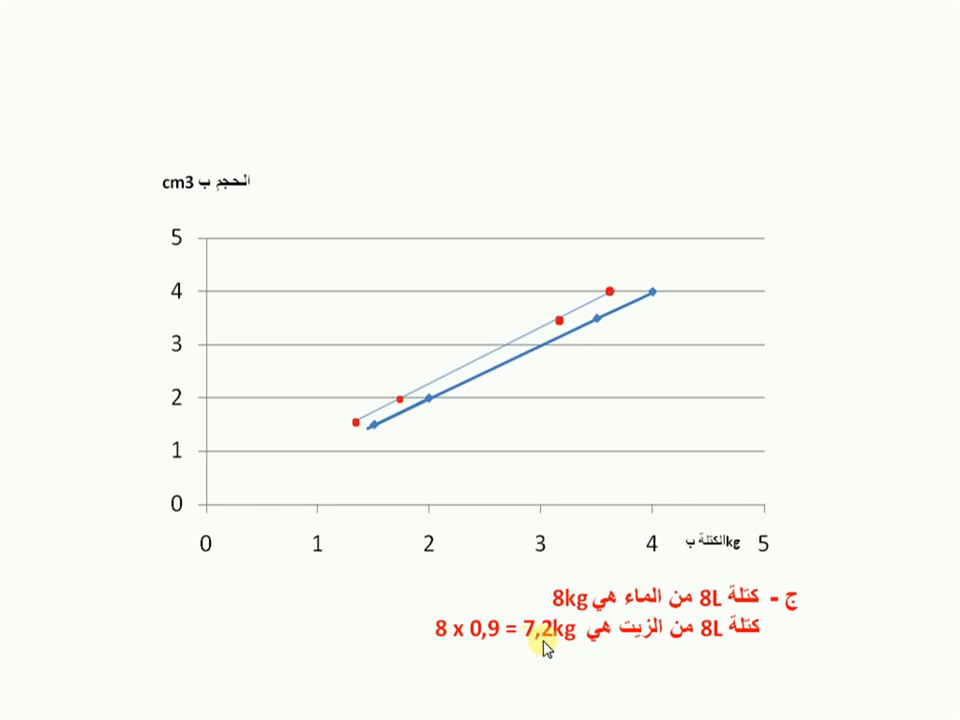 الحجم ب cm3
5
4
3
2
1
0
0 1 2 3 4 5
الكتلة ب kg
ج - كتلة 8L من الماء هي 8kg
كتلة 8L من الزيت هي 8 x 0,9 = 7,2kg